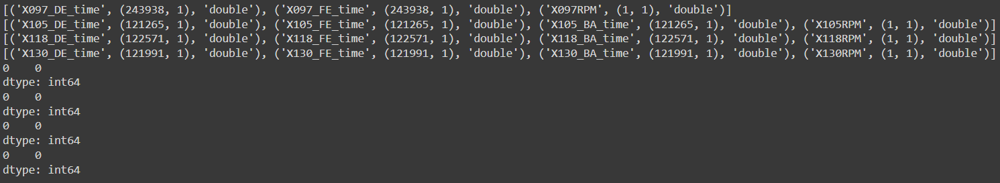 [('X097_DE_time', (243938, 1), 'double'), ('X097_FE_time', (243938, 1), 'double'), ('X097RPM', (1, 1), 'double')]
[('X105_DE_time', (121265, 1), 'double'), ('X105_FE_time', (121265, 1), 'double'), ('X105_BA_time', (121265, 1), 'double'), ('X105RPM', (1, 1), 'double')]
[('X118_DE_time', (122571, 1), 'double'), ('X118_FE_time', (122571, 1), 'double'), ('X118_BA_time', (122571, 1), 'double'), ('X118RPM', (1, 1), 'double')]
[('X130_DE_time', (121991, 1), 'double'), ('X130_FE_time', (121991, 1), 'double'), ('X130_BA_time', (121991, 1), 'double'), ('X130RPM', (1, 1), 'double')]
0    0
dtype: int64
0    0
dtype: int64
0    0
dtype: int64
0    0
dtype: int64